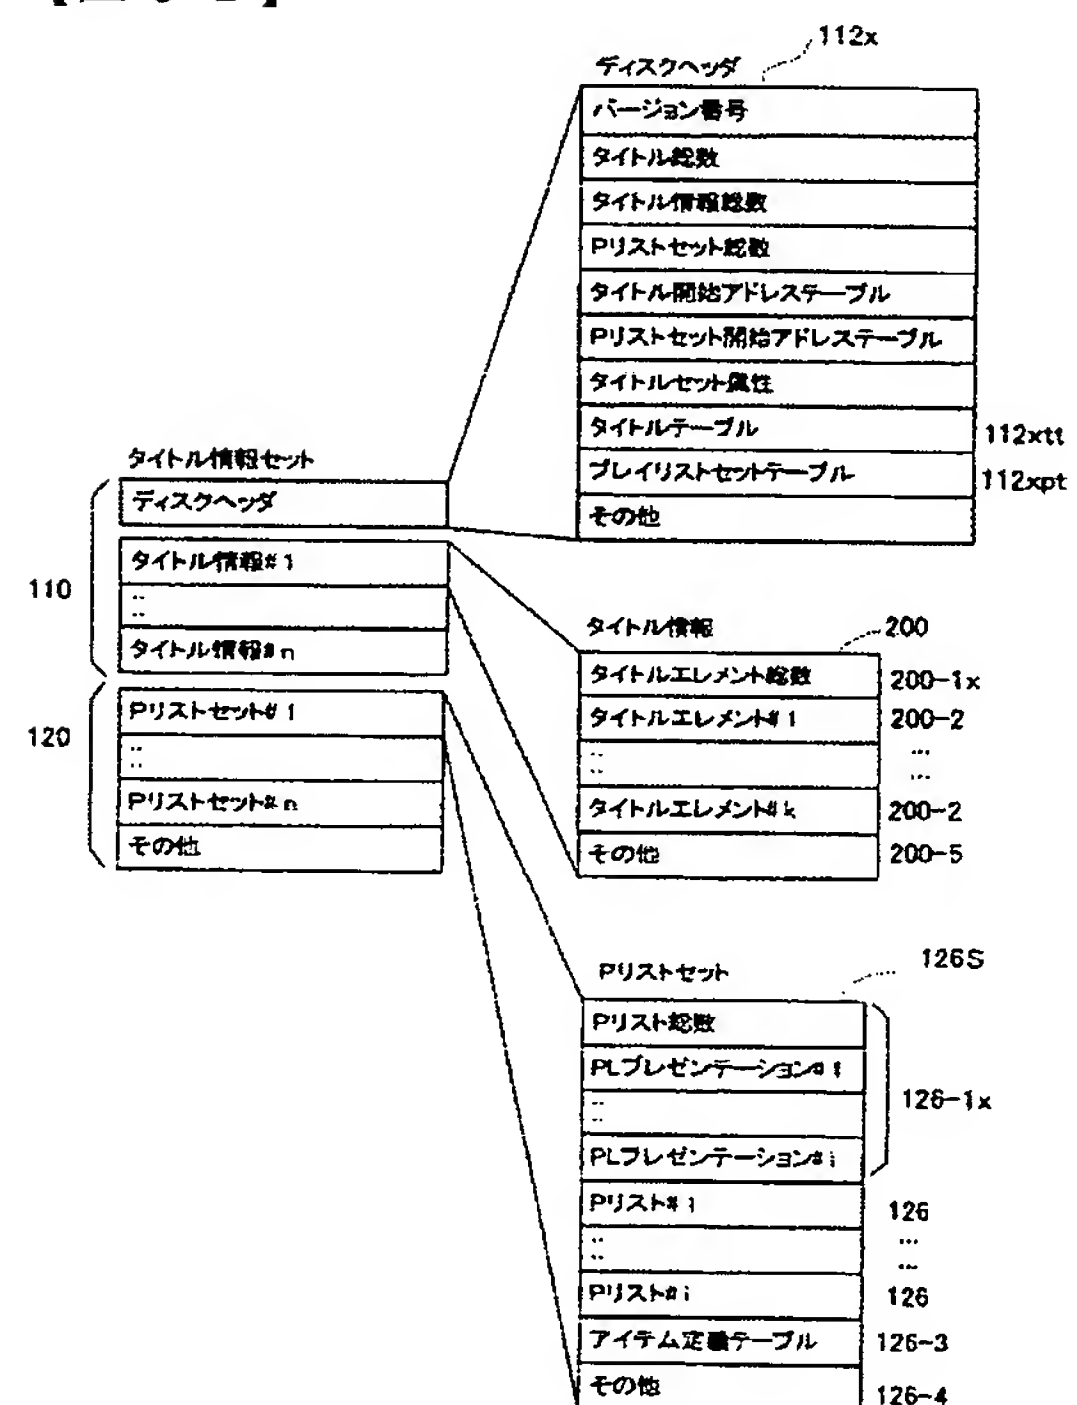 112x
ディスクヘッダ
バージョン番号
タイトル総数
タイトル情報総数
Pリストセット総数
タイトル開始アドレステーブル
Pリストセット開始アドレステーブル
タイトルセット属性
タイトルテーブル 112xtt
プレイリストセットテーブル 112xpt
その他
タイトル情報セット
ディスクヘッダ
110
タイトル情報#1
::
タイトル情報#n
120
Pリストセット#1
::
Pリストセット#n
その他
タイトル情報 200
タイトルエレメント総数 200-1x
タイトルエレメント#1 200-2
:: ... ...
タイトルエレメント#k 200-2
その他 200-5
Pリストセット 126S
Pリスト総数
PLプレゼンテーション#1
::
126-1x
PLプレゼンテーション#i
Pリスト#1 126
:: ... ...
Pリスト#i 126
アイテム定義テーブル 126-3
その他 126-4